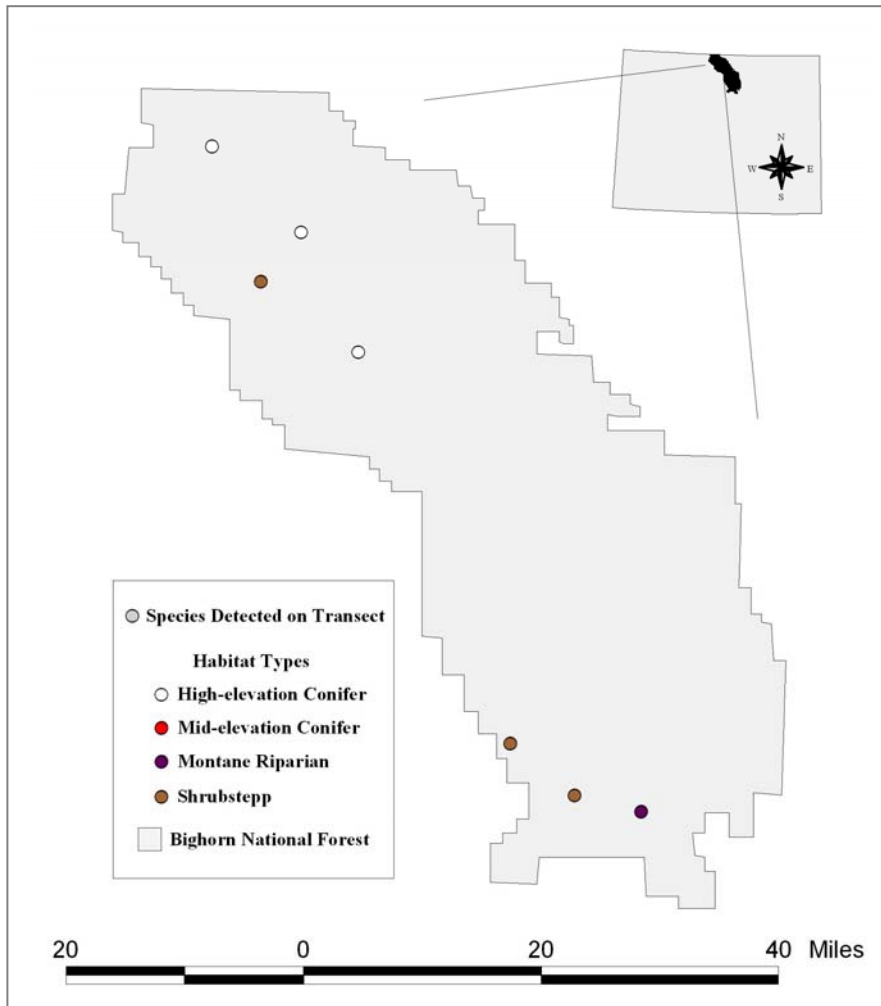 N
W E
S
Species Detected on Transect
Habitat Types
High-elevation Conifer
Mid-elevation Conifer
Montane Riparian
Shrubstepp
Bighorn National Forest
20 0 20 40 Miles